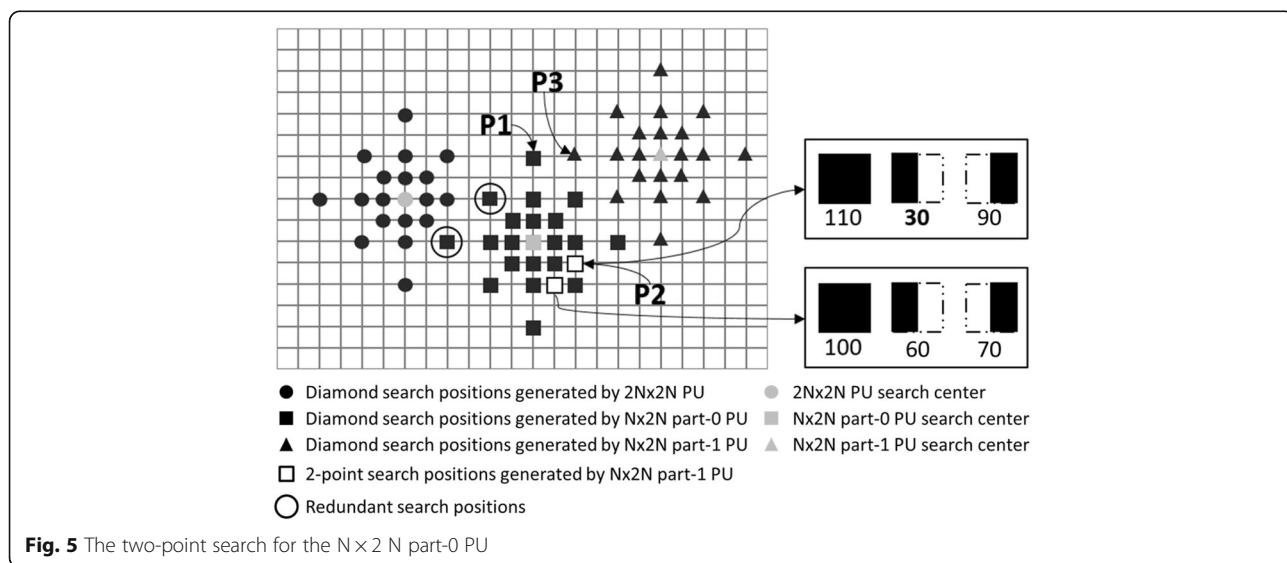 P3
P1
110 30 90
P2
100 60 70
Diamond search positions generated by 2Nx2N PU
2Nx2N PU search center
Diamond search positions generated by Nx2N part-0 PU
Nx2N part-0 PU search center
Diamond search positions generated by Nx2N part-1 PU
Nx2N part-1 PU search center
2-point search positions generated by Nx2N part-1 PU
Redundant search positions
Fig. 5 The two-point search for the N × 2 N part-0 PU